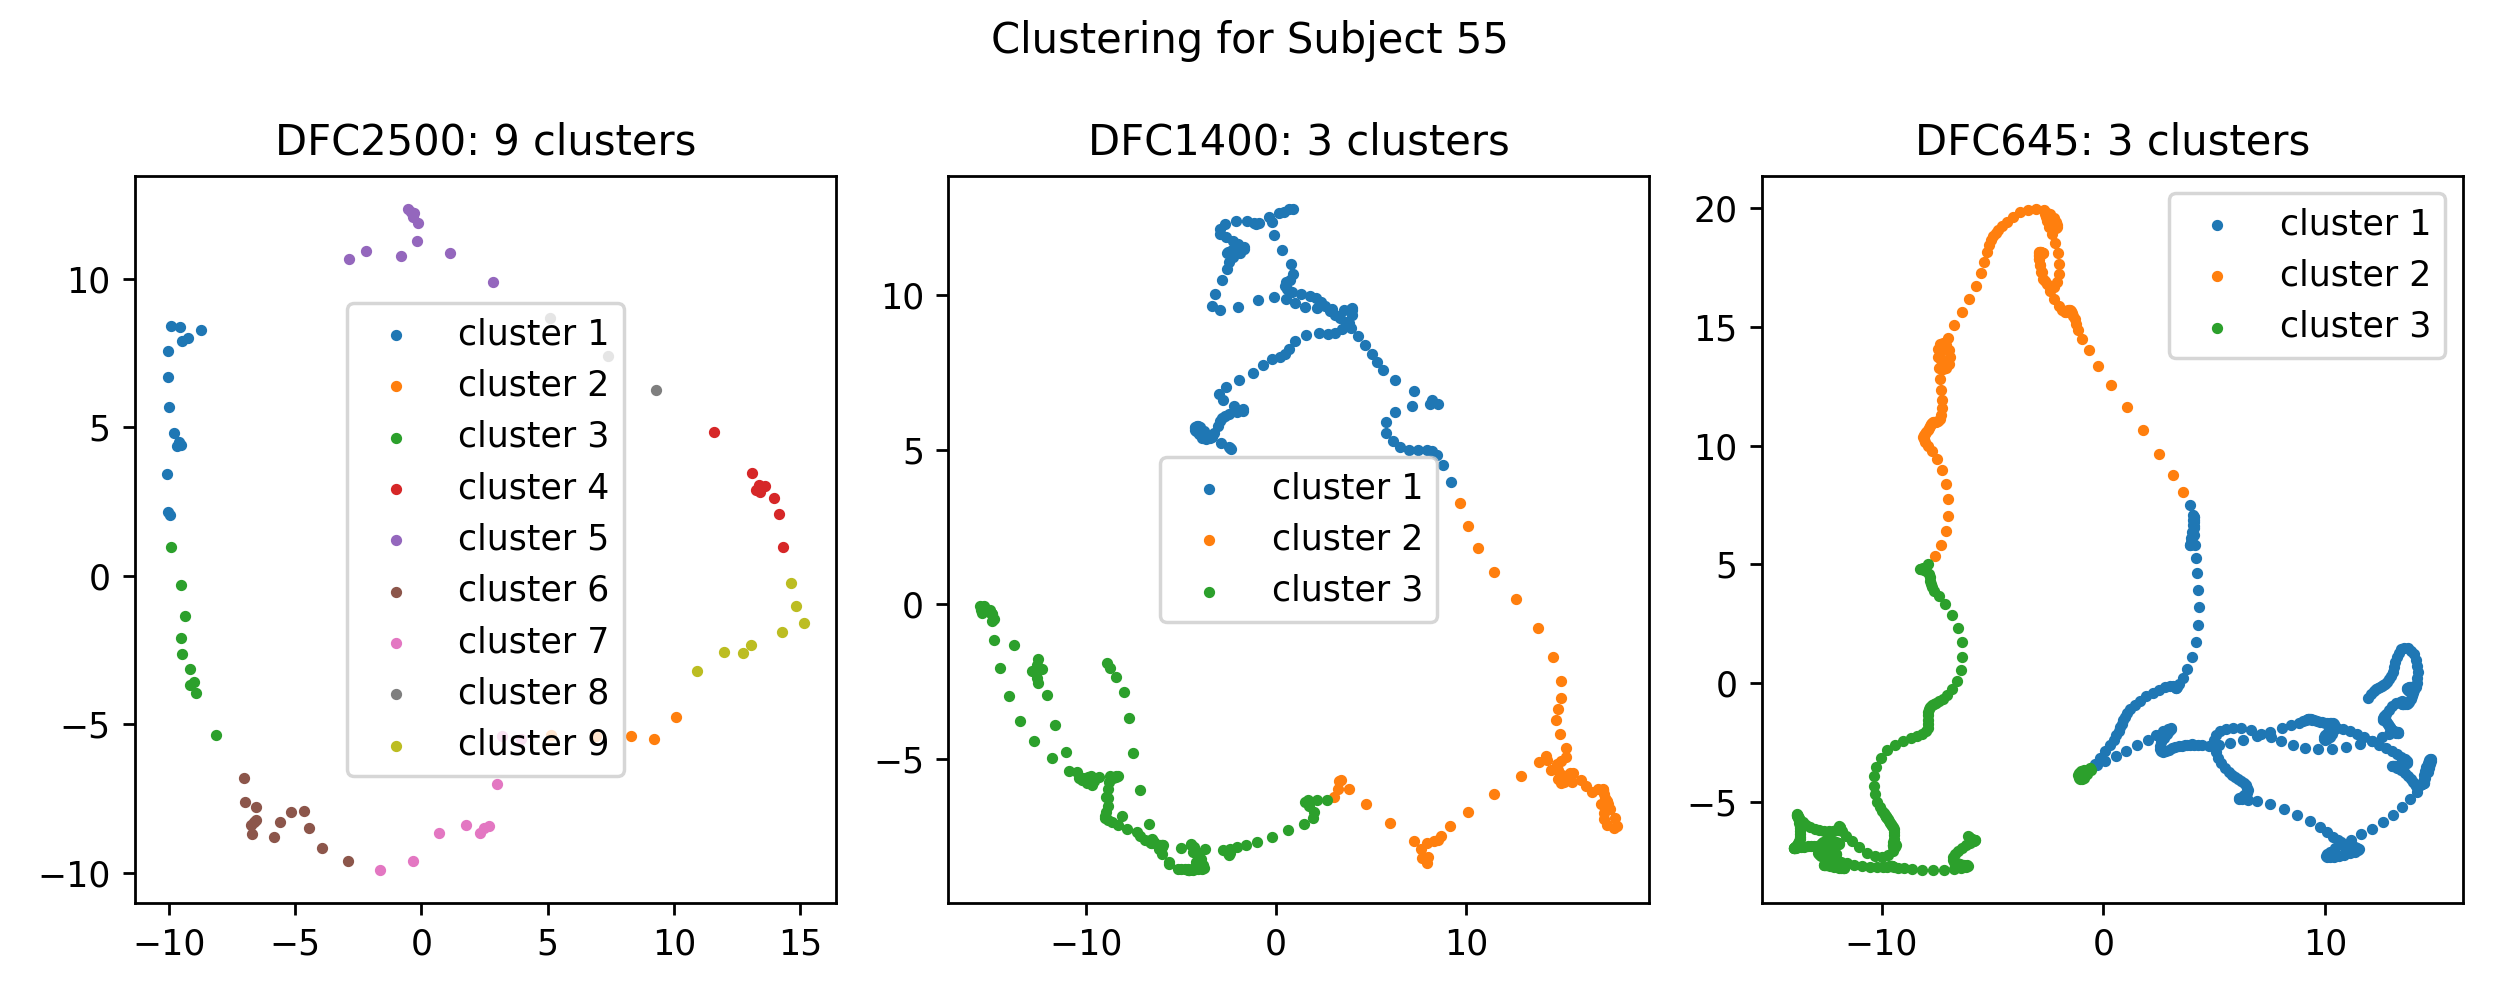 Clustering for Subject 55
DFC2500: 9 clusters
10
5
0
−5
−10
−10
−5
0
5
10
15
cluster 1
cluster 2
cluster 3
cluster 4
cluster 5
cluster 6
cluster 7
cluster 8
cluster 9
DFC1400: 3 clusters
10
5
0
−5
−10
0
10
cluster 1
cluster 2
cluster 3
DFC645: 3 clusters
20
15
10
5
0
−5
−10
0
10
cluster 1
cluster 2
cluster 3